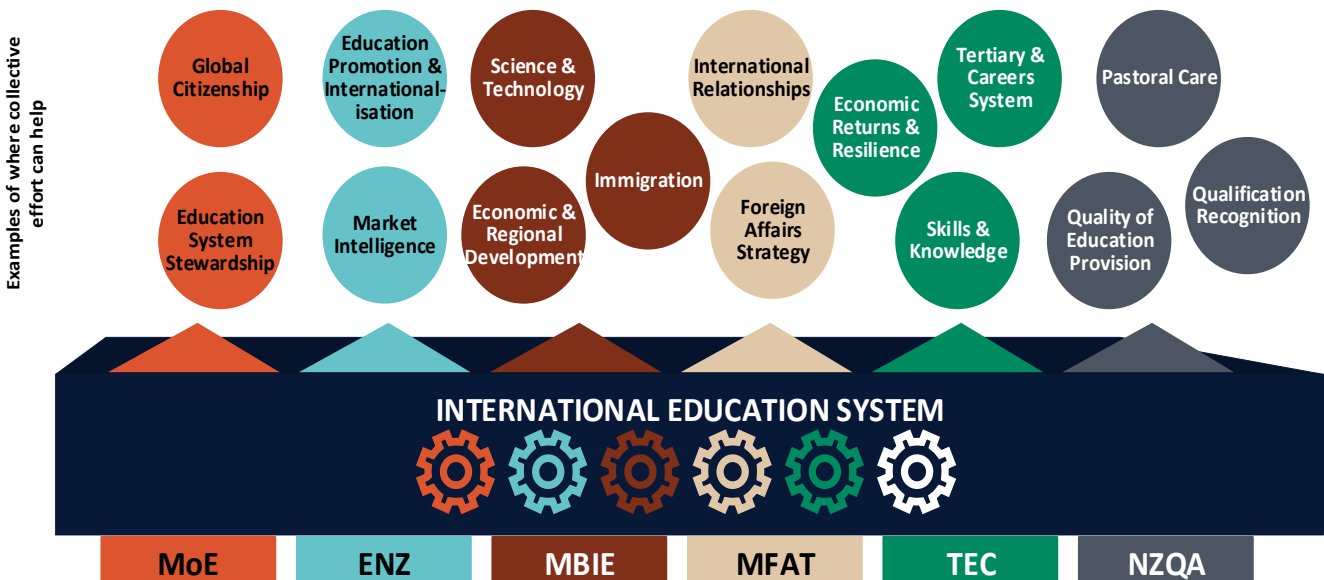 Examples of where collective
effort can help
Global
Citizenship
Education
System
Stewardship
Education
Promotion &
International-
isation
Market
Intelligence
Science &
Technology
Economic &
Regional
Development
Immigration
International
Relationships
Foreign
Affairs
Strategy
Economic
Returns &
Resilience
Tertiary &
Careers
System
Skills &
Knowledge
Pastoral Care
Quality of
Education
Provision
Qualification
Recognition
INTERNATIONAL EDUCATION SYSTEM
MoE
ENZ
MBIE
MFAT
TEC
NZQA